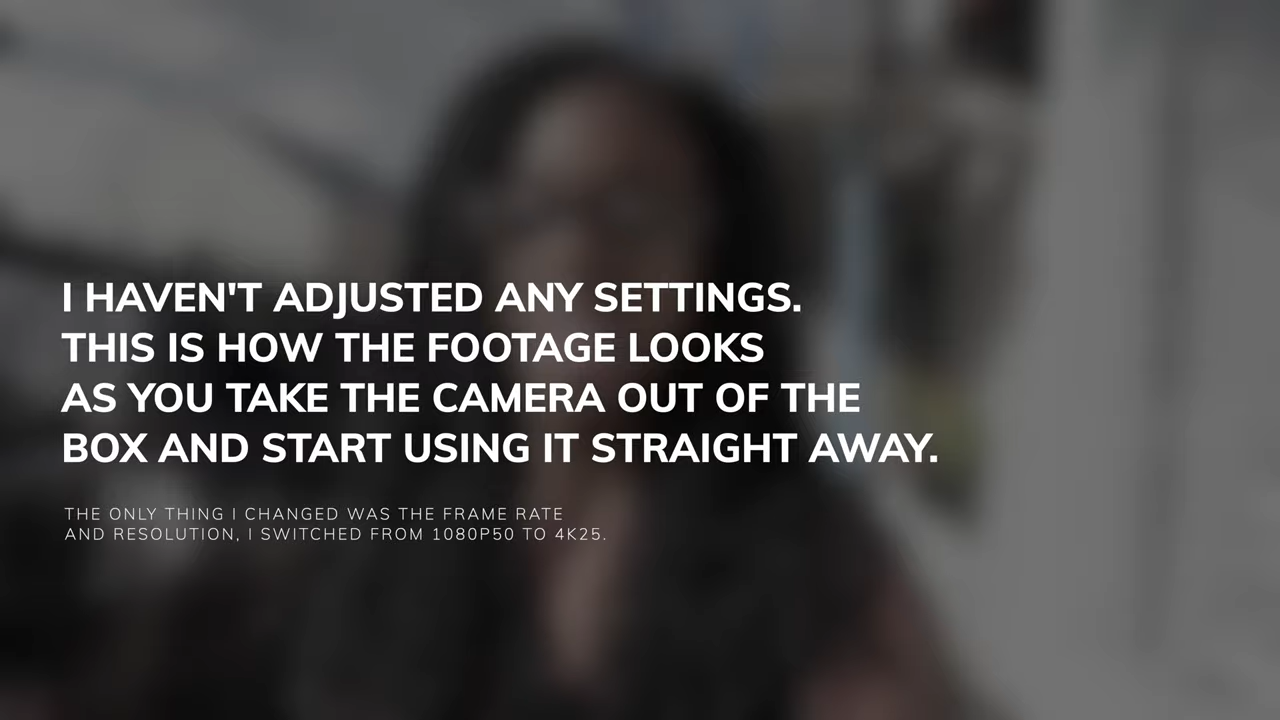 I HAVEN'T ADJUSTED ANY SETTINGS.
THIS IS HOW THE FOOTAGE LOOKS
AS YOU TAKE THE CAMERA OUT OF THE
BOX AND START USING IT STRAIGHT AWAY.
THE ONLY THING I CHANGED WAS THE FRAME RATE
AND RESOLUTION, I SWITCHED FROM 1080P50 TO 4K25.